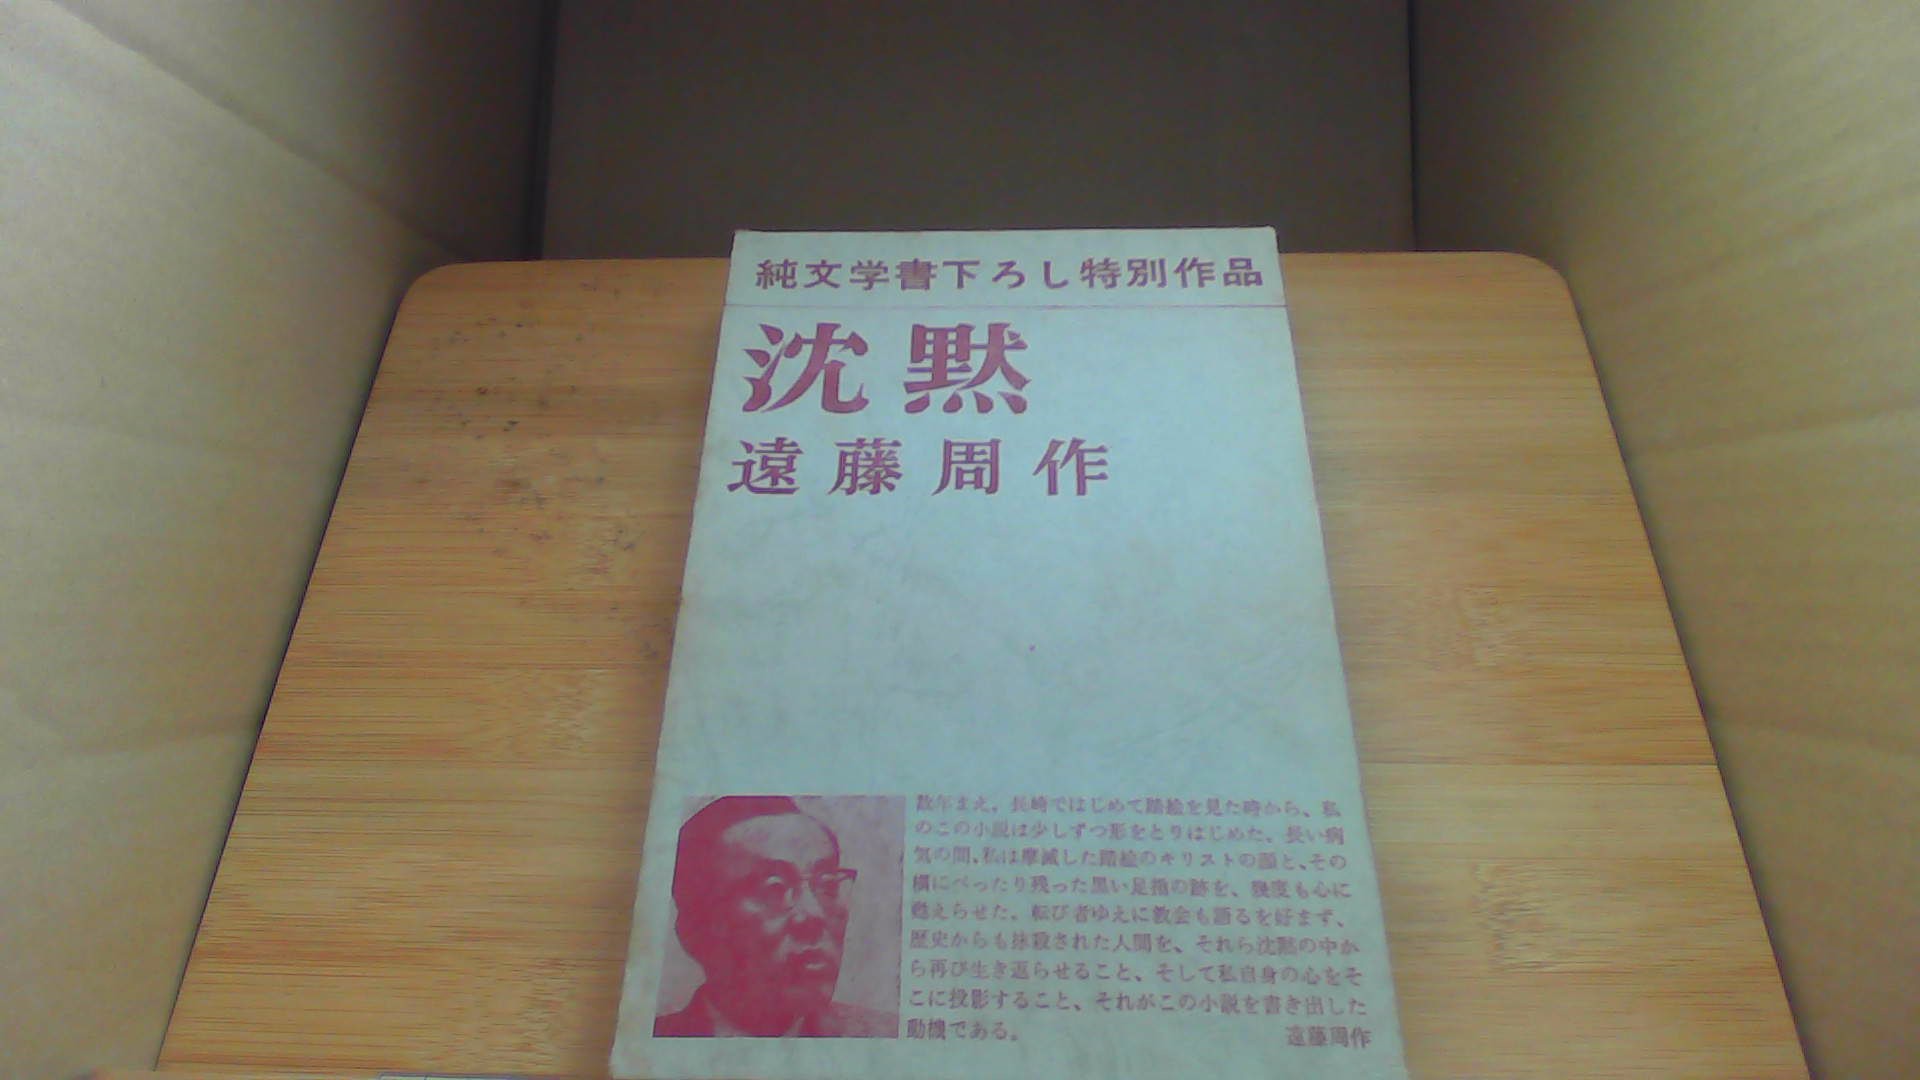 純文学書下ろし特別作品
沈黙
遠藤周作
数年まえ、長崎ではじめて踏絵を見た時から、私
のこの小説は少しずつ形をとりはじめた。長い病
気の間、私は摩滅した踏絵のキリストの顔と、その
横にべったり残った黒い足指の跡を、幾度も心に
甦えらせた。転び者ゆえに教会も語るを好まず、
歴史からも抹殺された人間を、それら沈黙の中か
ら再び生き返らせること、そして私自身の心をそ
こに投影すること、それがこの小説を書き出した
動機である。
遠藤周作